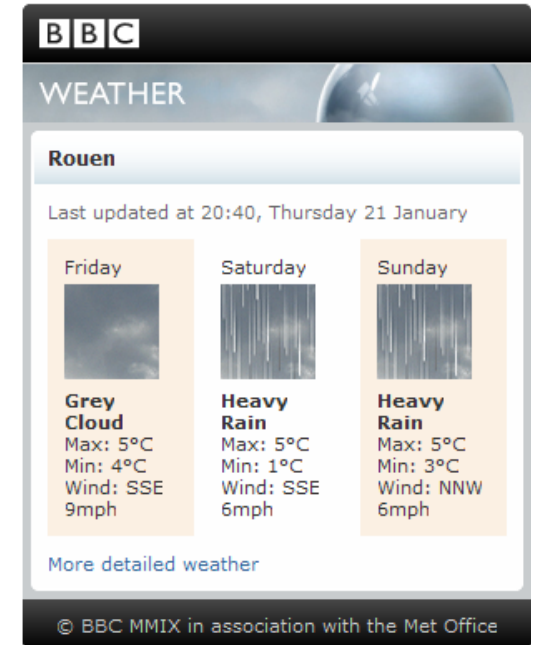 BBC
WEATHER
Rouen
Last updated at 20:40, Thursday 21 January
Friday
Grey
Cloud
Max: 5°C
Min: 4°C
Wind: SSE
9mph
Saturday
Heavy
Rain
Max: 5°C
Min: 1°C
Wind: SSE
6mph
Sunday
Heavy
Rain
Max: 5°C
Min: 3°C
Wind: NNW
6mph
More detailed weather
© BBC MMIX in association with the Met Office